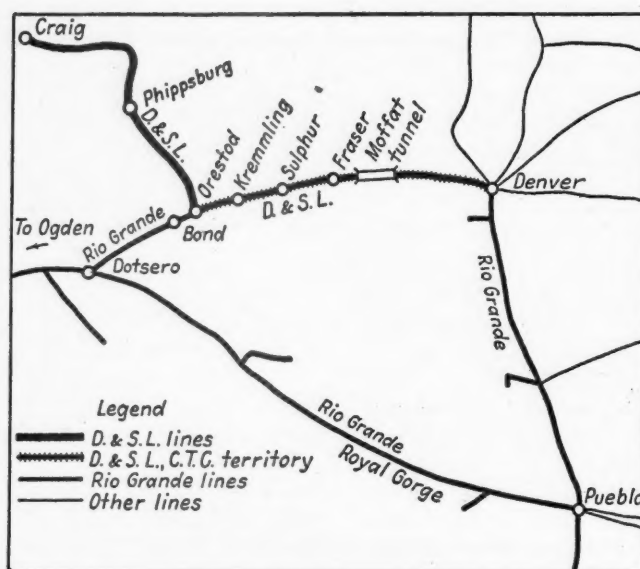 Craig
Phippsburg
D.&S.L.
Orestod
Kremmling
Sulphur
Fraser
Moffat
tunnel
D.&S.L.
Denver
To Ogden
Rio Grande
Bond
Dotsero
Rio Grande
Rio Grande
Royal Gorge
Pueblo
Legend
D.&S.L. lines
D.&S.L., C.T.C. territory
Rio Grande lines
Other lines